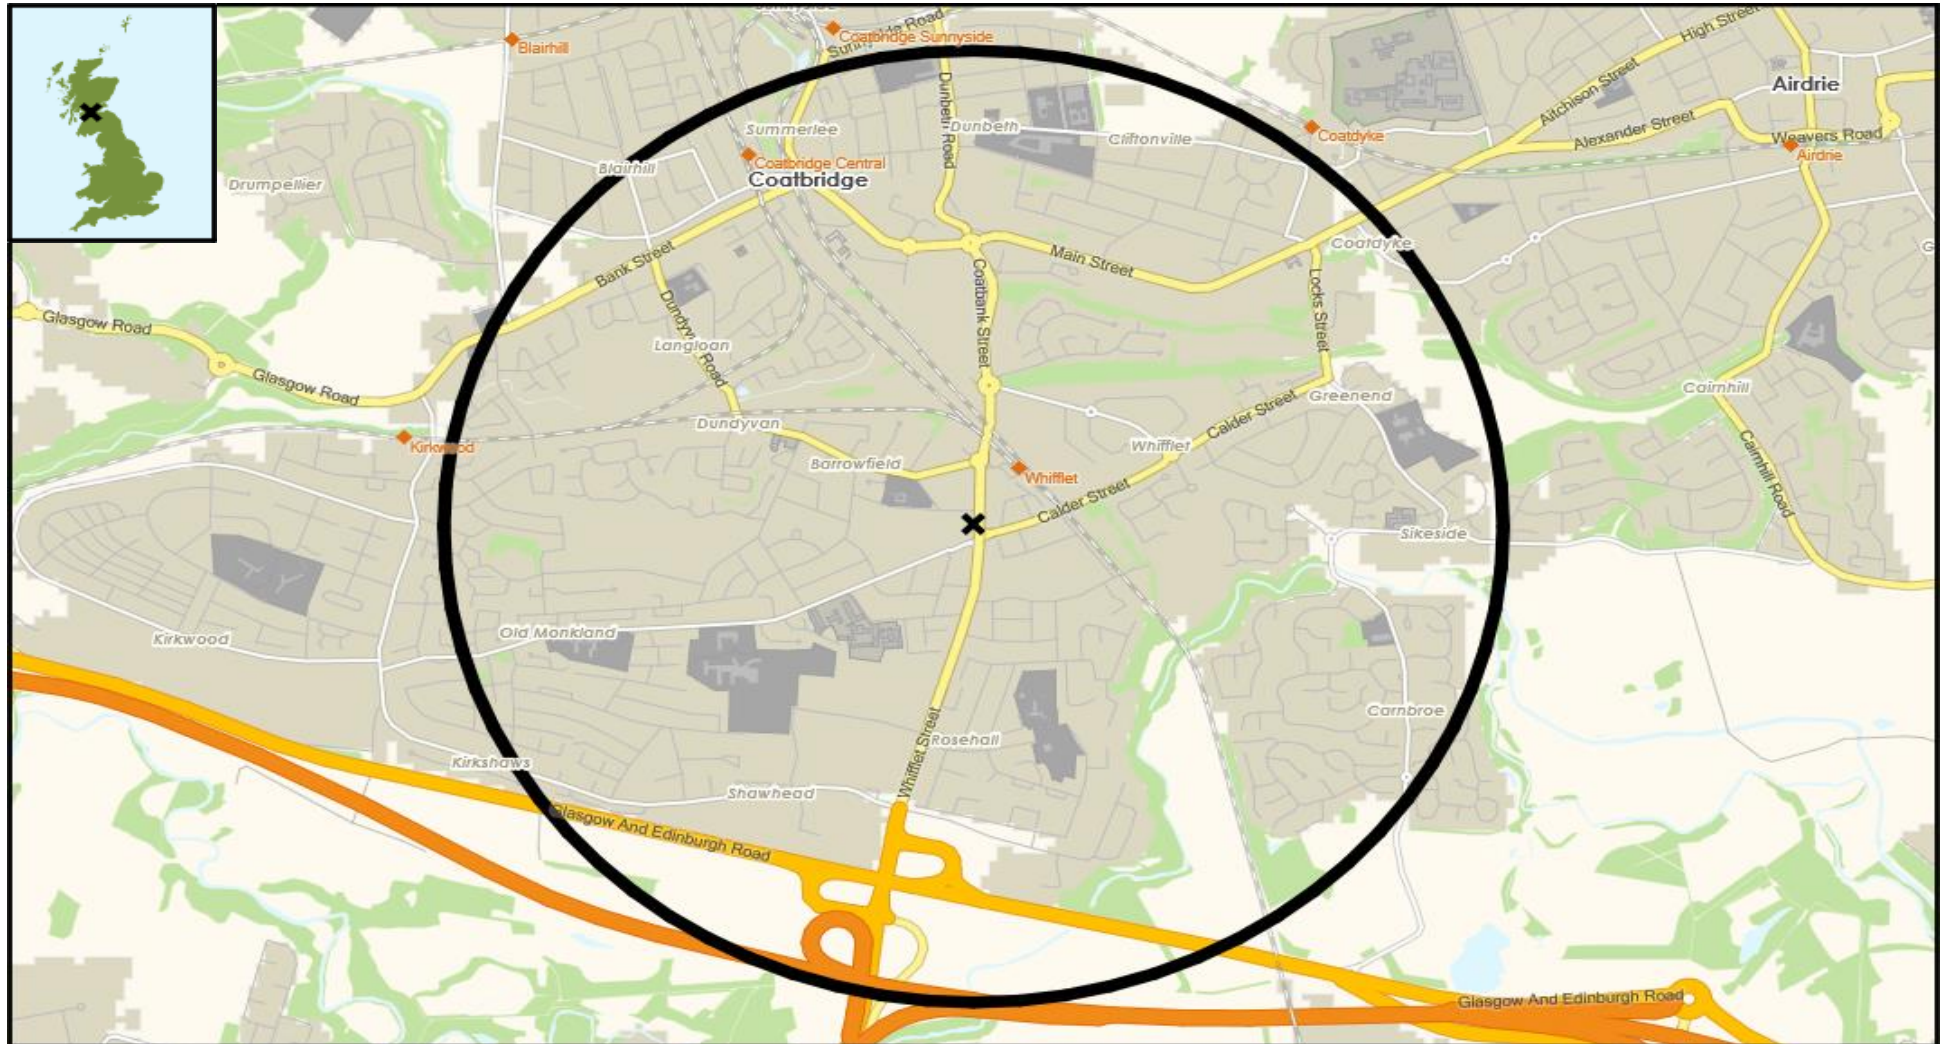 Sunnyside Road
Coatbridge Sunnyside
Blairhill
High Street
Airdrie
Aitchison Street
Alexander Street
Weavers Road
Airdrie
Coatdyke
Dunbeth
Dunbeth Road
Cliftonville
Summerlee
Coatbridge Central
Coatbridge
Blairhill
Drumpellier
Coatdyke
Main Street
Bank Street
Coatbank Street
Locks Street
Glasgow Road
Langloan
Dundyvan Road
Glasgow Road
Cairnhill
Greenend
Calder Street
Dundyvan
Kirkwood
Whifflet
Barrowfield
Whifflet
Cairnhill Road
Calder Street
Sikeside
Kirkwood
Old Monkland
Carnbroe
Rosehall
Whifflet Street
Kirkshaws
Shawhead
Glasgow And Edinburgh Road
Glasgow And Edinburgh Road